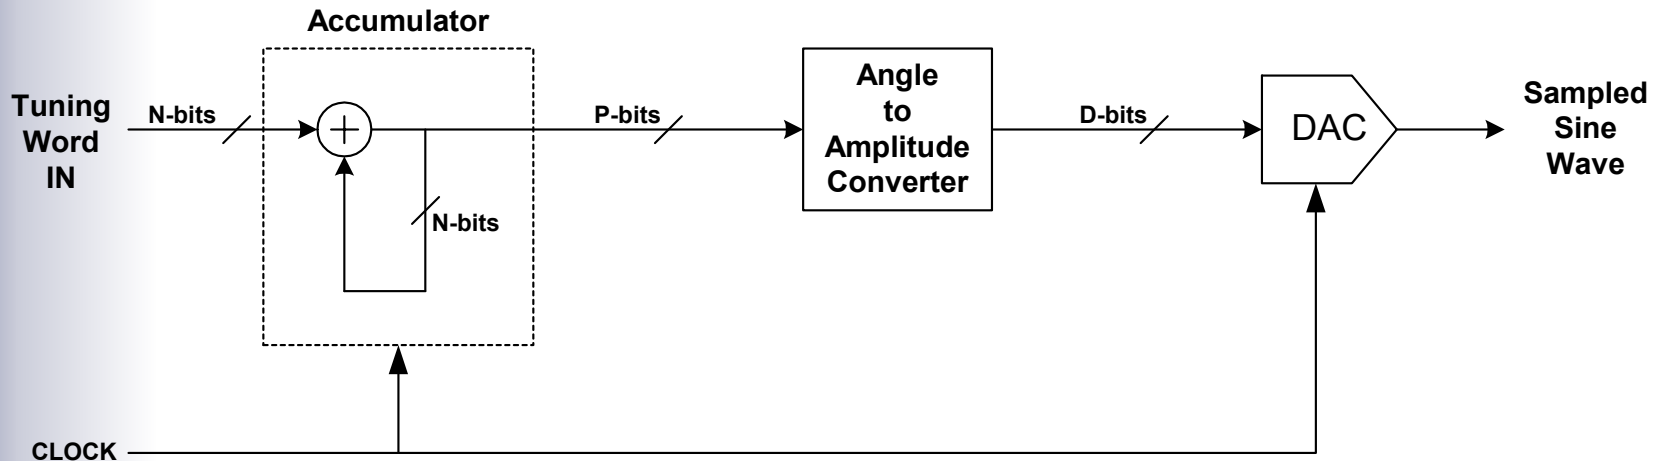 Accumulator
Tuning
Word
IN
N-bits
+
N-bits
P-bits
Angle
to
Amplitude
Converter
D-bits
DAC
Sampled
Sine
Wave
CLOCK